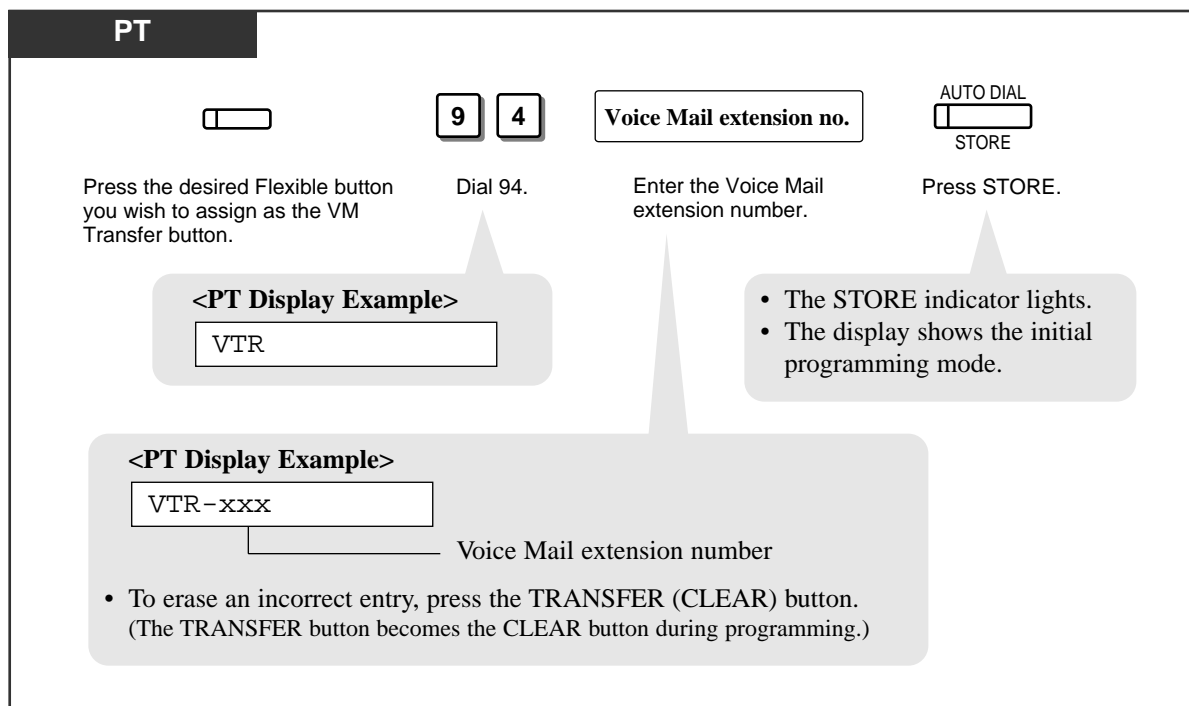 PT
9 4
Voice Mail extension no.
AUTO DIAL
STORE
Press the desired Flexible button
you wish to assign as the VM
Transfer button.
Dial 94.
Enter the Voice Mail
extension number.
Press STORE.
<PT Display Example>
VTR
• The STORE indicator lights.
• The display shows the initial
programming mode.
<PT Display Example>
VTR-xxx
Voice Mail extension number
• To erase an incorrect entry, press the TRANSFER (CLEAR) button.
(The TRANSFER button becomes the CLEAR button during programming.)